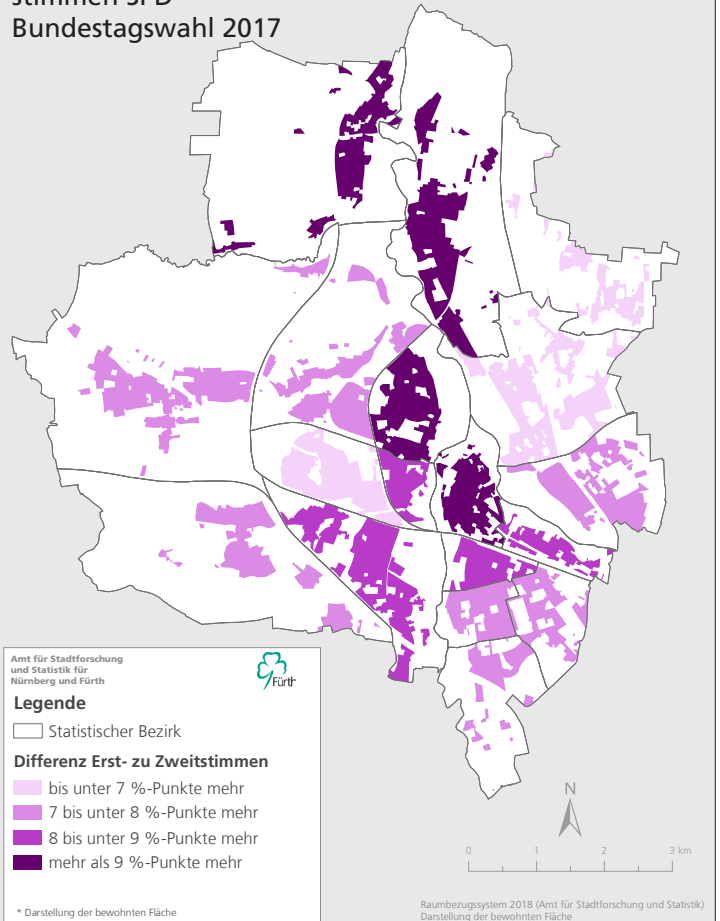 stimmen SPD
Bundestagswahl 2017
Amt für Stadtforschung
und Statistik für
Nürnberg und Fürth
Fürth
Legende
Statistischer Bezirk
Differenz Erst- zu Zweitstimmen
bis unter 7 %-Punkte mehr
7 bis unter 8 %-Punkte mehr
8 bis unter 9 %-Punkte mehr
mehr als 9 %-Punkte mehr
* Darstellung der bewohnten Fläche
N
0 1 2 3 km
Raumbezugssystem 2018 (Amt für Stadtforschung und Statistik)
Darstellung der bewohnten Fläche